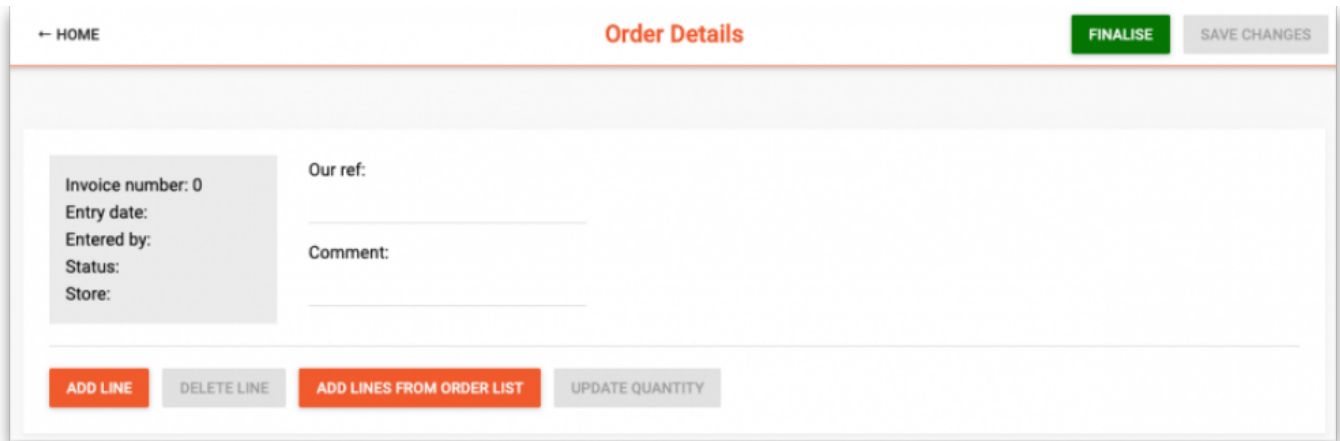 ← HOME
Order Details
FINALISE
SAVE CHANGES
Invoice number: 0
Entry date:
Entered by:
Status:
Store:
Our ref:
Comment:
ADD LINE
DELETE LINE
ADD LINES FROM ORDER LIST
UPDATE QUANTITY